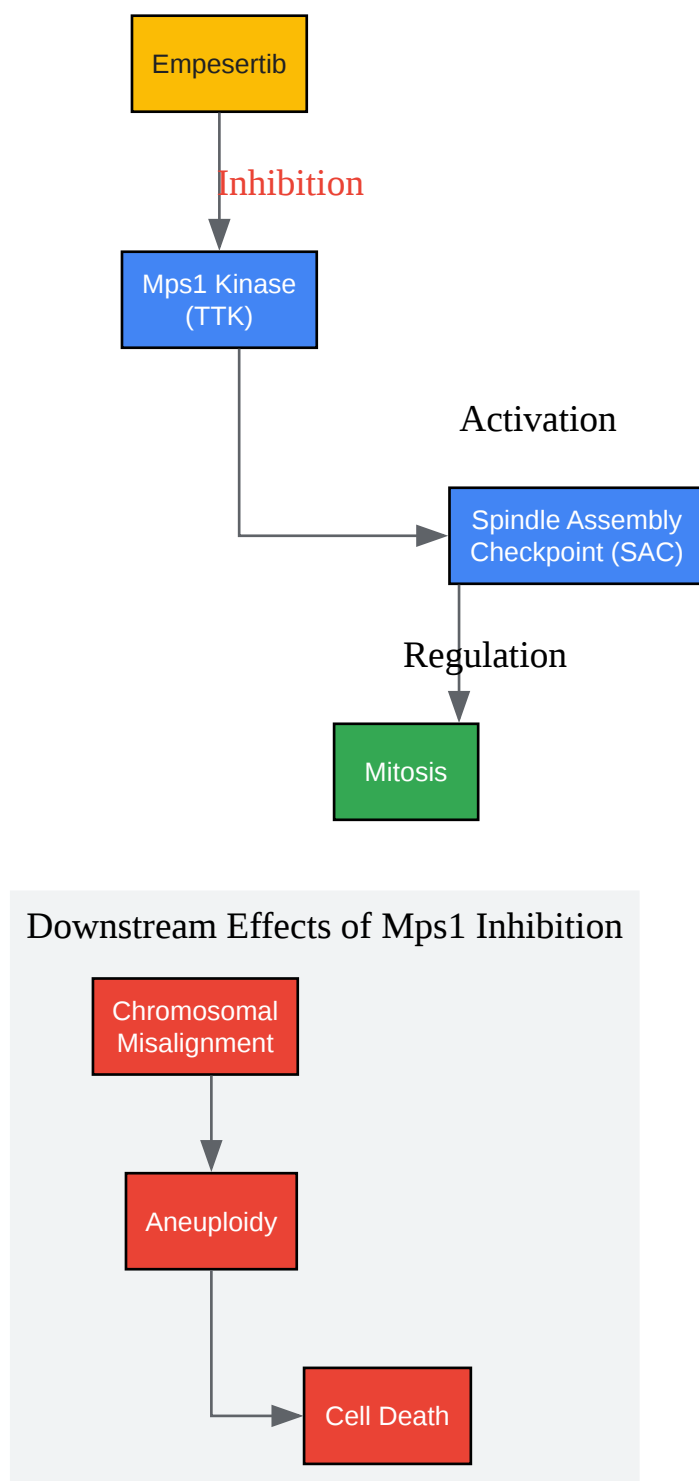 Empesertib
Inhibition
Mps1 Kinase
(TTK)
Activation
Spindle Assembly
Checkpoint (SAC)
Regulation
Mitosis
Downstream Effects of Mps1 Inhibition
Chromosomal
Misalignment
Aneuploidy
Cell Death